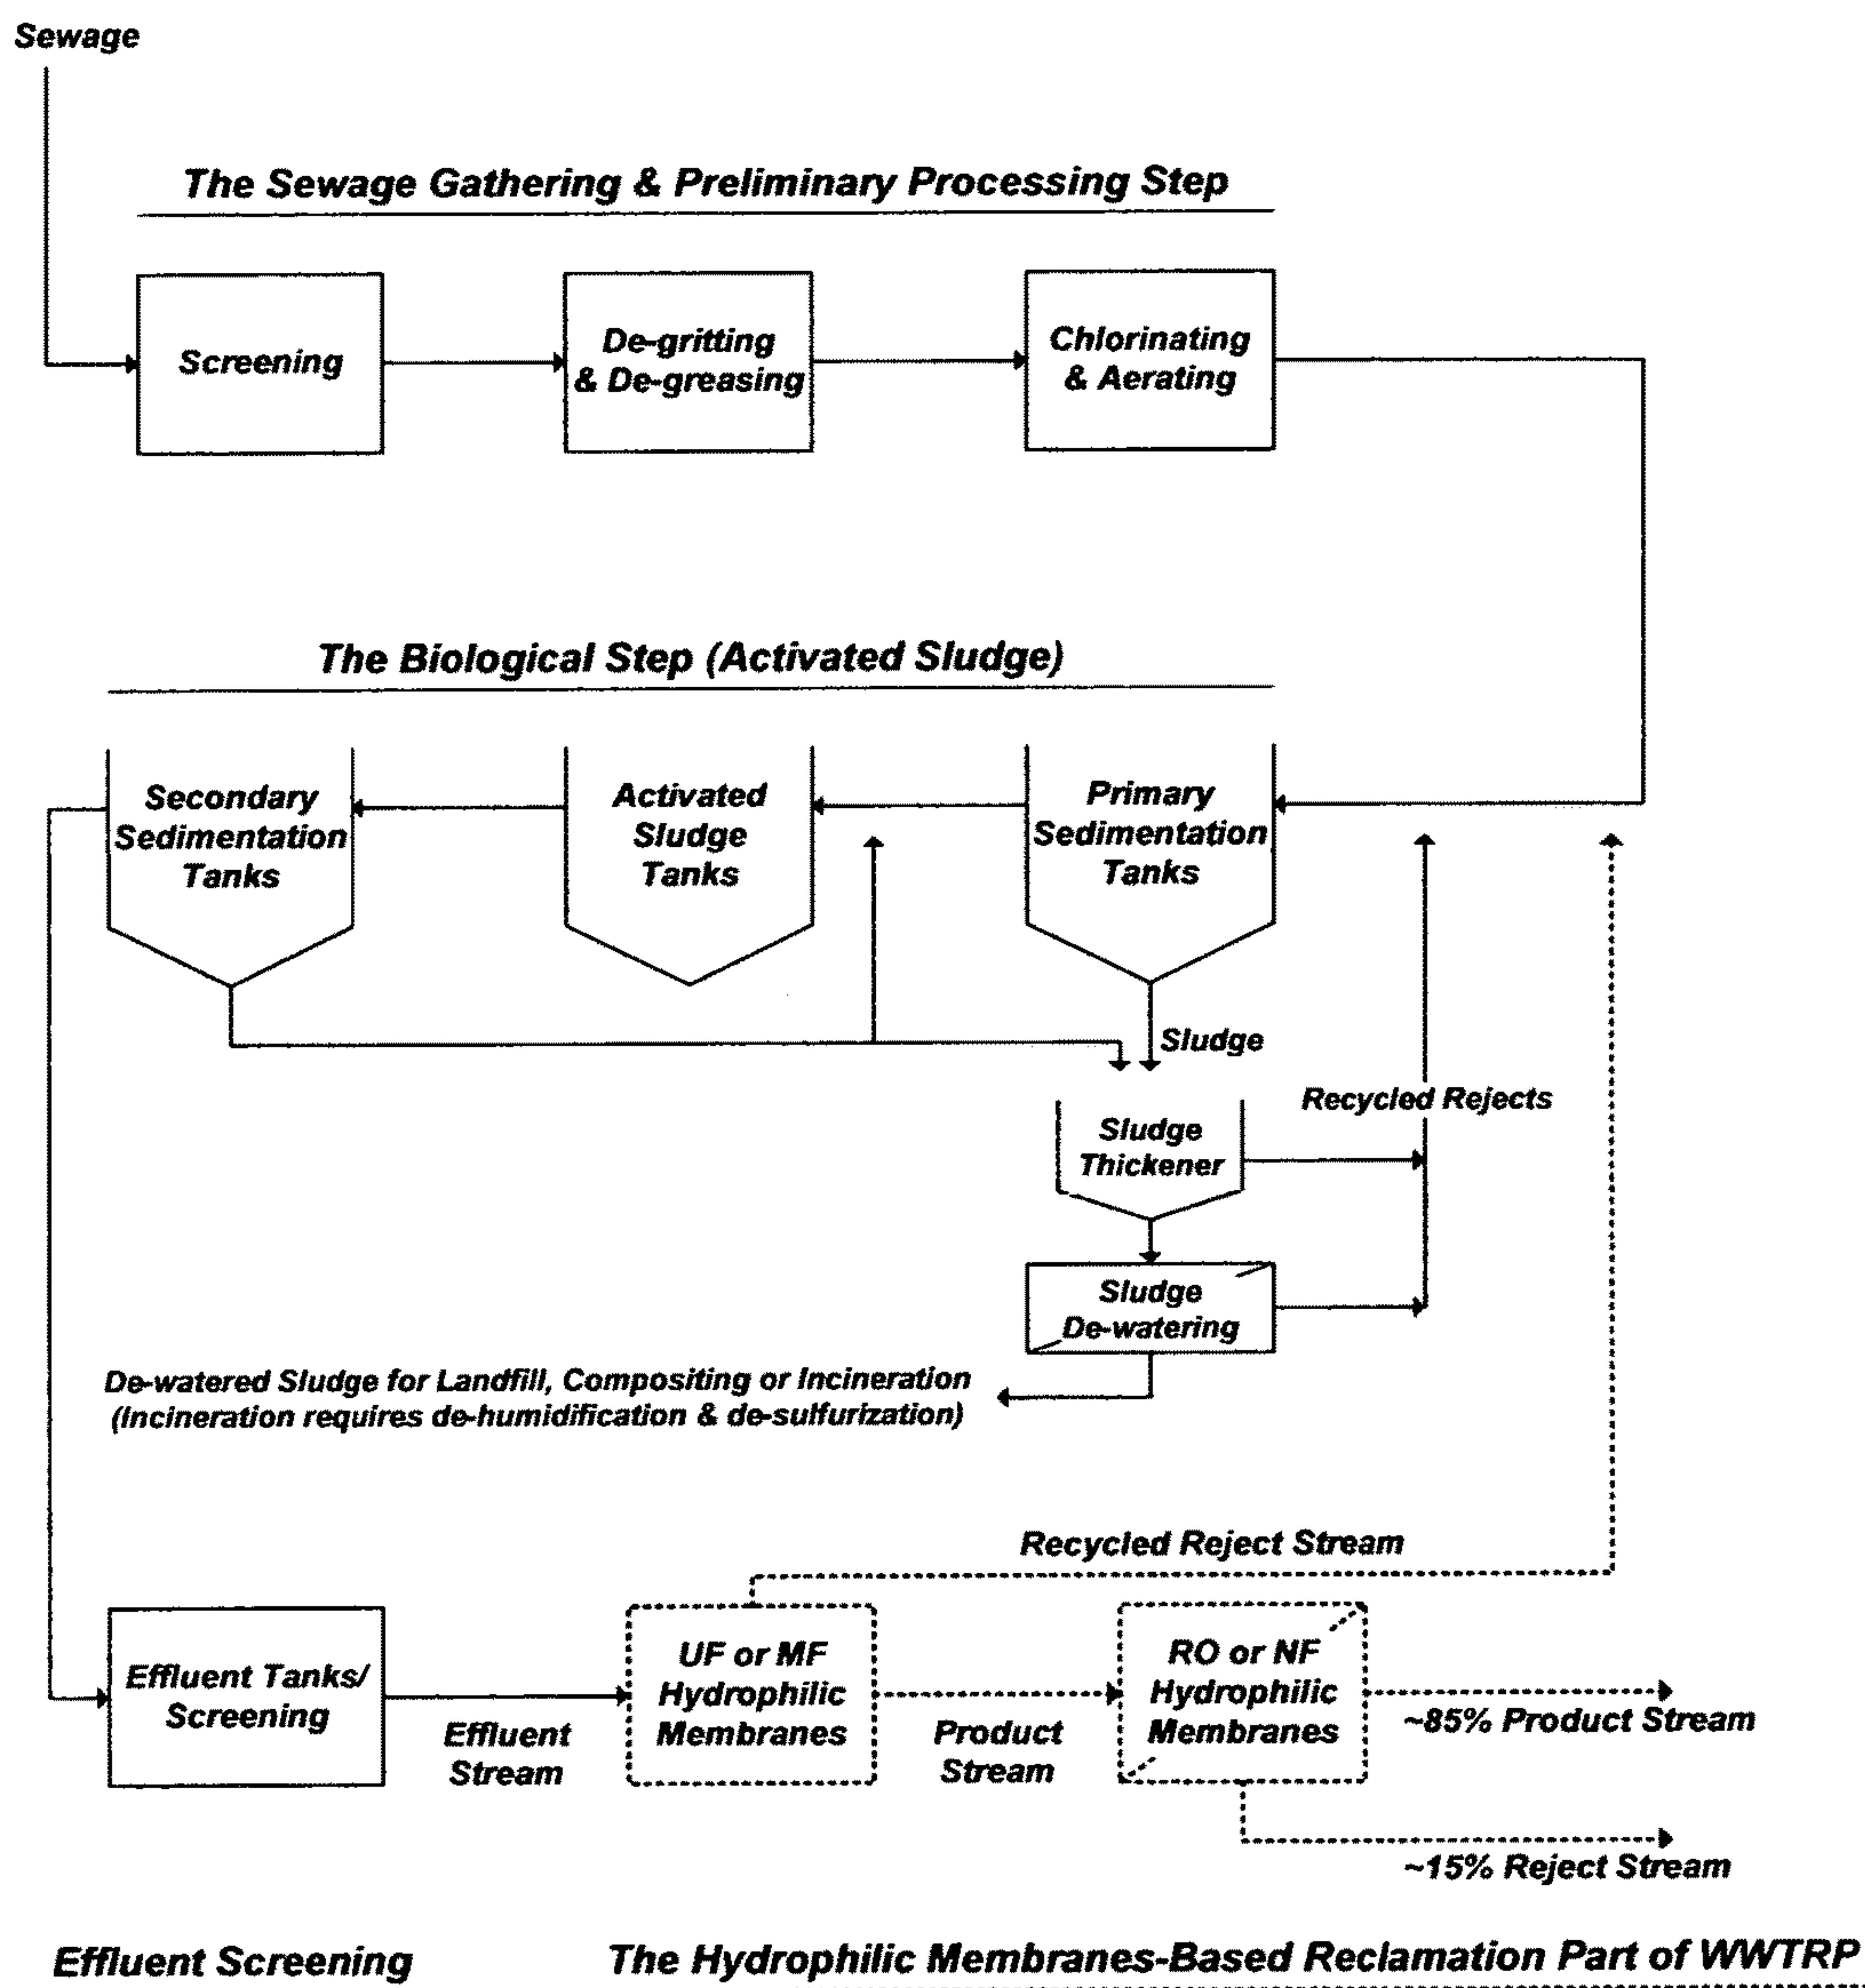 Sewage
The Sewage Gathering & Preliminary Processing Step
Screening
De-gritting
& De-greasing
Chlorinating
& Aerating
The Biological Step (Activated Sludge)
Secondary
Sedimentation
Tanks
Activated
Sludge
Tanks
Primary
Sedimentation
Tanks
Sludge
Recycled Rejects
Sludge
Thickener
Sludge
De-watering
De-watered Sludge for Landfill, Compositing or Incineration
(Incineration requires de-humidification & de-sulfurization)
Recycled Reject Stream
Effluent Tanks/
Screening
Effluent
Stream
UF or MF
Hydrophilic
Membranes
Product
Stream
RO or NF
Hydrophilic
Membranes
~85% Product Stream
~15% Reject Stream
Effluent Screening
The Hydrophilic Membranes-Based Reclamation Part of WWTRP